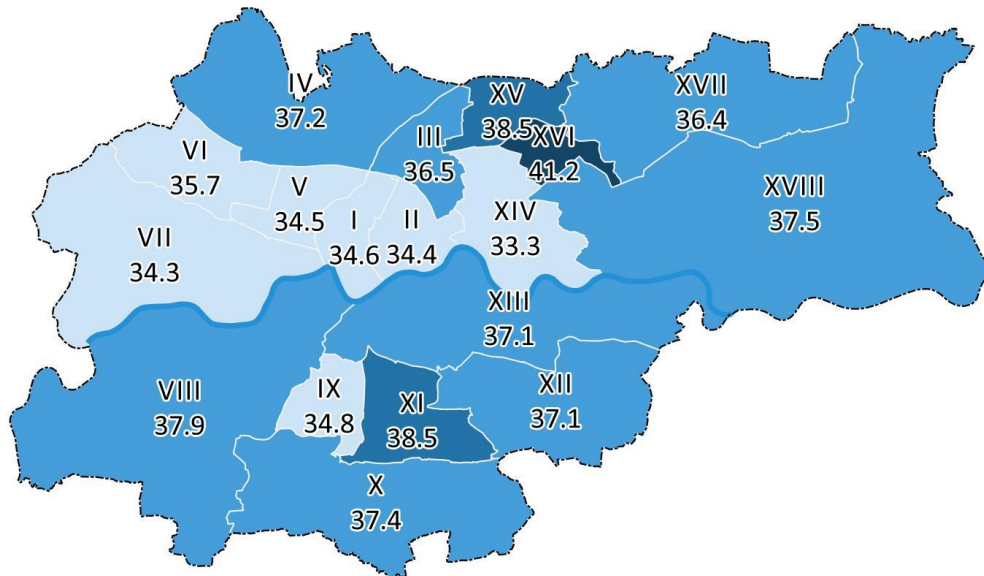 IV
37.2
XV
38.5
XVII
36.4
III
36.5
XVI
41.2
VI
35.7
V
34.5
XVIII
37.5
I
34.6
II
34.4
XIV
33.3
VII
34.3
XIII
37.1
VIII
37.9
IX
34.8
XI
38.5
XII
37.1
X
37.4